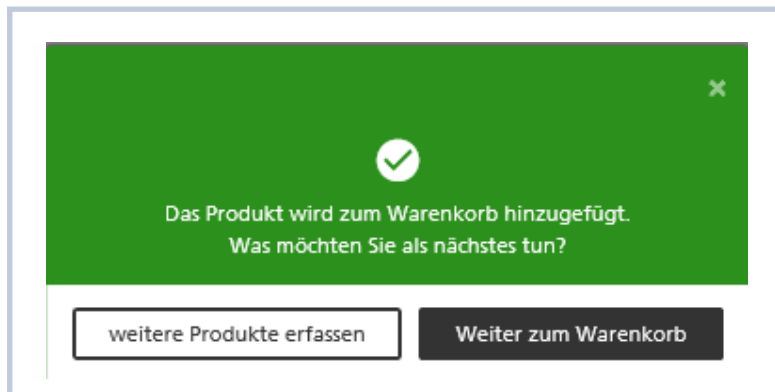 Das Produkt wird zum Warenkorb hinzugefügt.
Was möchten Sie als nächstes tun?
weitere Produkte erfassen
Weiter zum Warenkorb